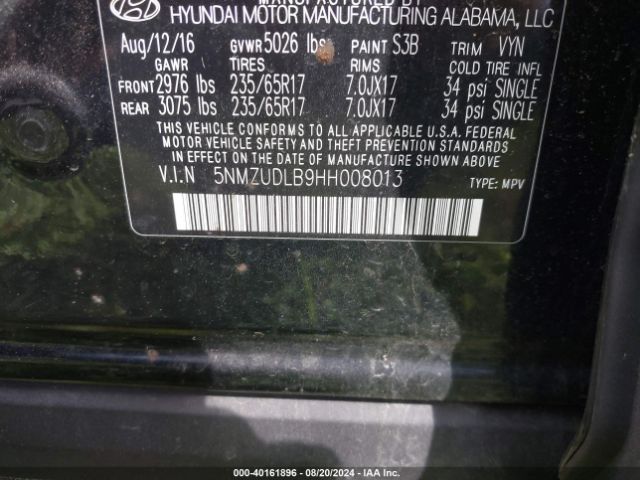 MANUFACTURED BY
HYUNDAI MOTOR MANUFACTURING ALABAMA, LLC
Aug/12/16 GVWR 5026 lbs PAINT S3B TRIM VYN
GAWR TIRES RIMS COLD TIRE INFL
FRONT 2976 lbs 235/65R17 7.0JX17 34 psi SINGLE
REAR 3075 lbs 235/65R17 7.0JX17 34 psi SINGLE
THIS VEHICLE CONFORMS TO ALL APPLICABLE U.S.A. FEDERAL
MOTOR VEHICLE SAFETY AND THEFT PREVENTION
STANDARDS IN EFFECT ON THE DATE OF MANUFACTURE SHOWN ABOVE
V.I.N 5NMZUDLB9HH008013 TYPE: MPV
000-40161896 - 08/20/2024 - IAA Inc.